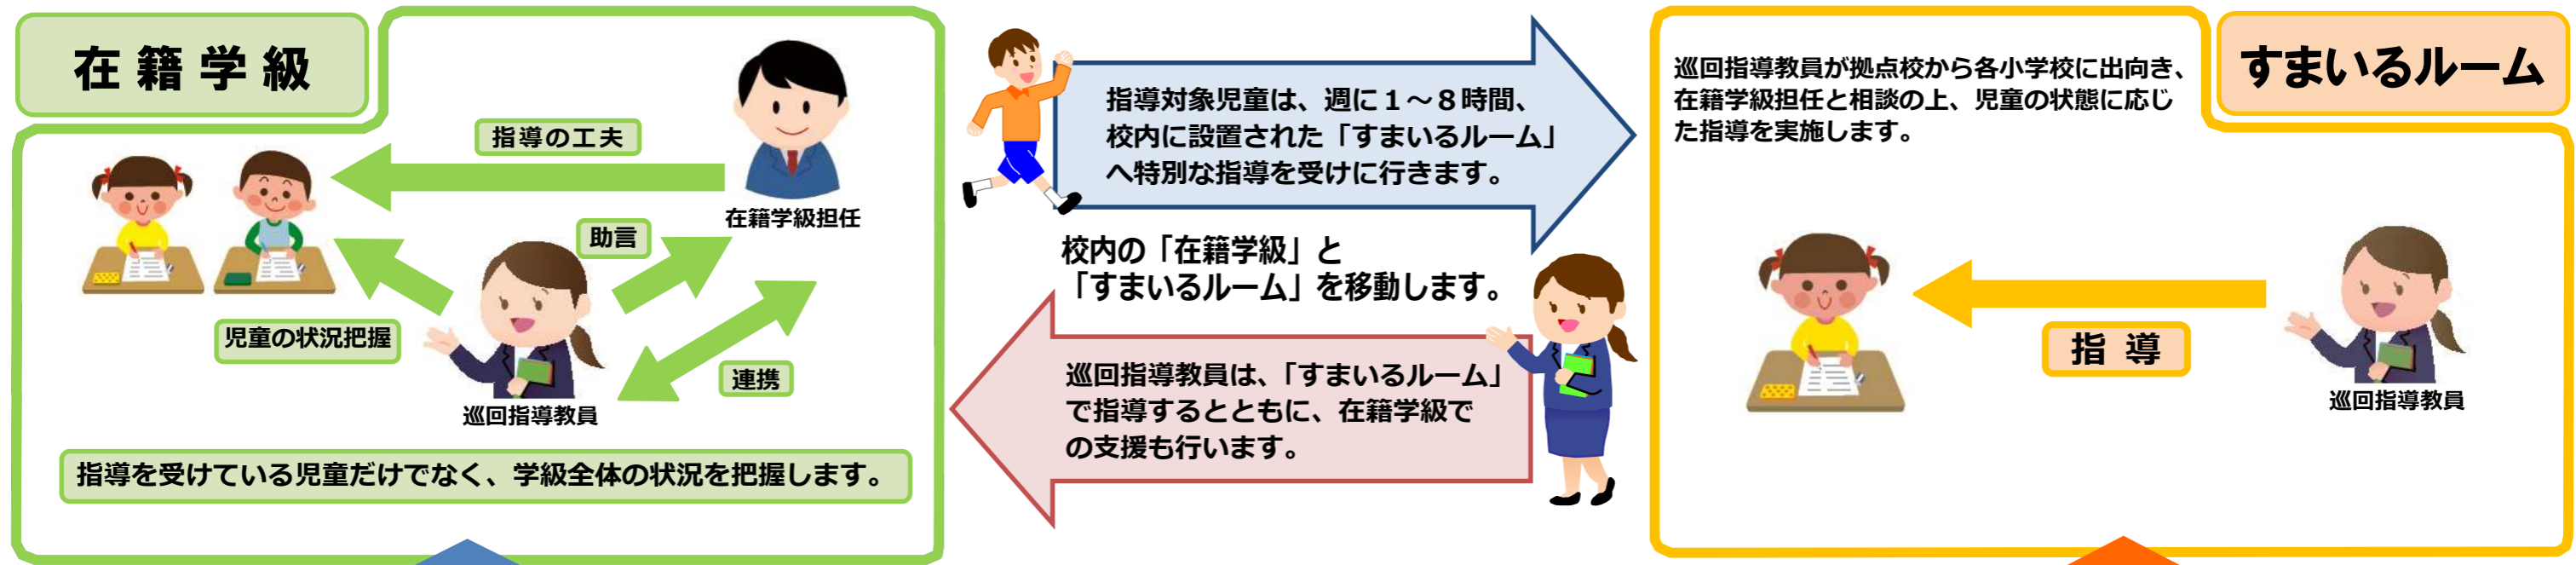 在籍学級
指導の工夫
在籍学級担任
助言
児童の状況把握
連携
巡回指導教員
指導を受けている児童だけでなく、学級全体の状況を把握します。
指導対象児童は、週に１～８時間、
校内に設置された「すまいるルーム」
へ特別な指導を受けに行きます。
校内の「在籍学級」と
「すまいるルーム」を移動します。
巡回指導教員は、「すまいるルーム」
で指導するとともに、在籍学級で
の支援も行います。
すまいるルーム
巡回指導教員が拠点校から各小学校に出向き、
在籍学級担任と相談の上、児童の状態に応じ
た指導を実施します。
指導
巡回指導教員